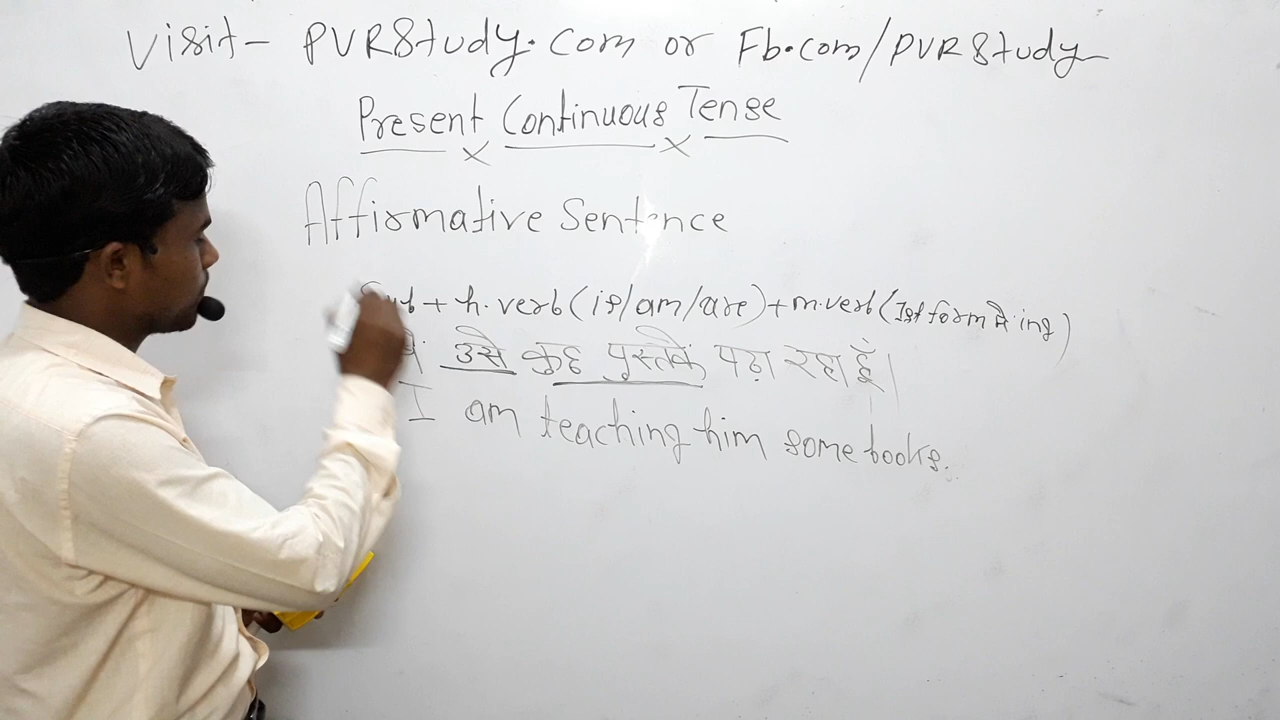 Visit- PVRStudy.Com or Fb.com/PVRStudy
Present Continuous Tense
Affirmative Sentence
Sub + h.verb (is/am/are) + m.verb (Ist form में ing)
उसे कुछ पुस्तकें पढ़ा रहा हूँ।
I am teaching him some books.